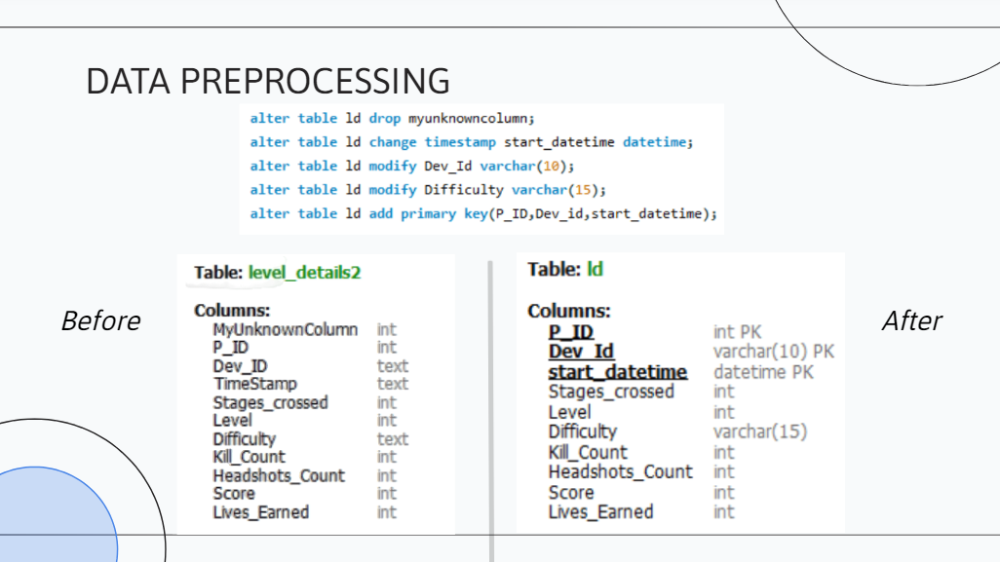 DATA PREPROCESSING
alter table ld drop myunknowncolumn;
alter table ld change timestamp start_datetime datetime;
alter table ld modify Dev_Id varchar(10);
alter table ld modify Difficulty varchar(15);
alter table ld add primary key(P_ID,Dev_id,start_datetime);
Before
Table: level_details2
Columns:
MyUnknownColumn int
P_ID int
Dev_ID text
TimeStamp text
Stages_crossed int
Level int
Difficulty text
Kill_Count int
Headshots_Count int
Score int
Lives_Earned int
Table: ld
Columns:
P_ID int PK
Dev_Id varchar(10) PK
start_datetime datetime PK
Stages_crossed int
Level int
Difficulty varchar(15)
Kill_Count int
Headshots_Count int
Score int
Lives_Earned int
After